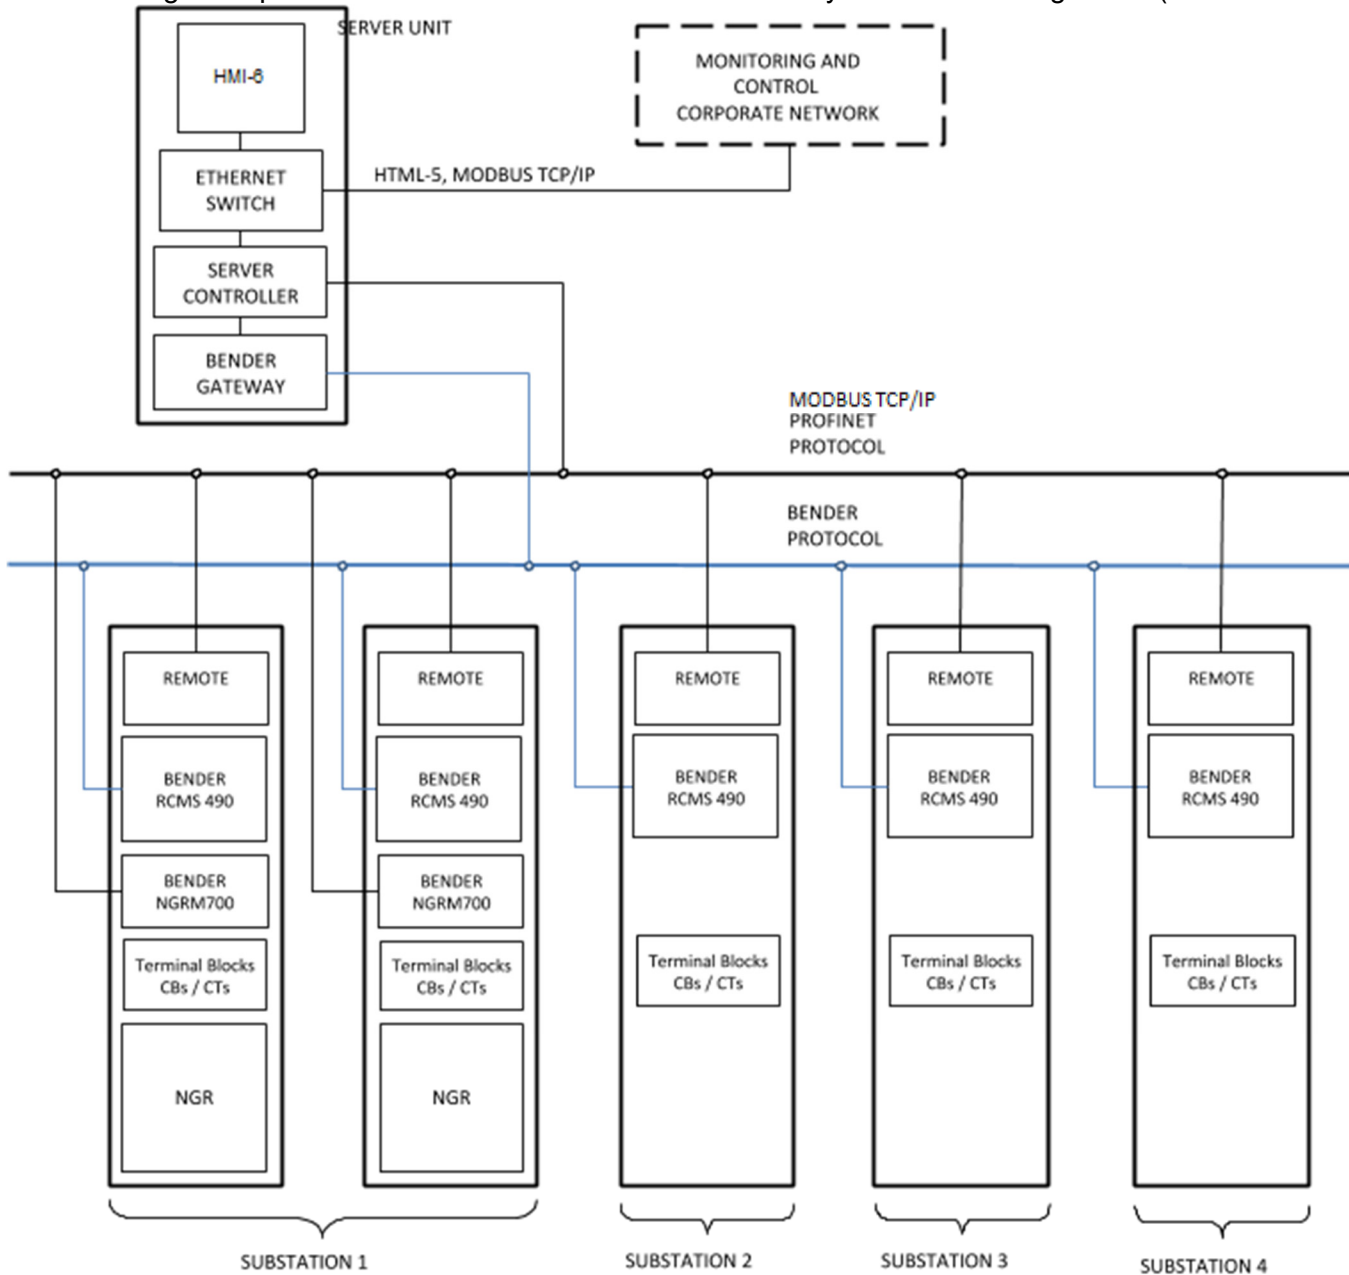 SERVER UNIT
HMI-6
MONITORING AND
CONTROL
CORPORATE NETWORK
ETHERNET
SWITCH
HTML-5, MODBUS TCP/IP
SERVER
CONTROLLER
BENDER
GATEWAY
MODBUS TCP/IP
PROFINET
PROTOCOL
BENDER
PROTOCOL
REMOTE
BENDER
RCMS 490
BENDER
NGRM700
Terminal Blocks
CBs / CTs
NGR
REMOTE
BENDER
RCMS 490
BENDER
NGRM700
Terminal Blocks
CBs / CTs
NGR
REMOTE
BENDER
RCMS 490
Terminal Blocks
CBs / CTs
REMOTE
BENDER
RCMS 490
Terminal Blocks
CBs / CTs
REMOTE
BENDER
RCMS 490
Terminal Blocks
CBs / CTs
SUBSTATION 1
SUBSTATION 2
SUBSTATION 3
SUBSTATION 4